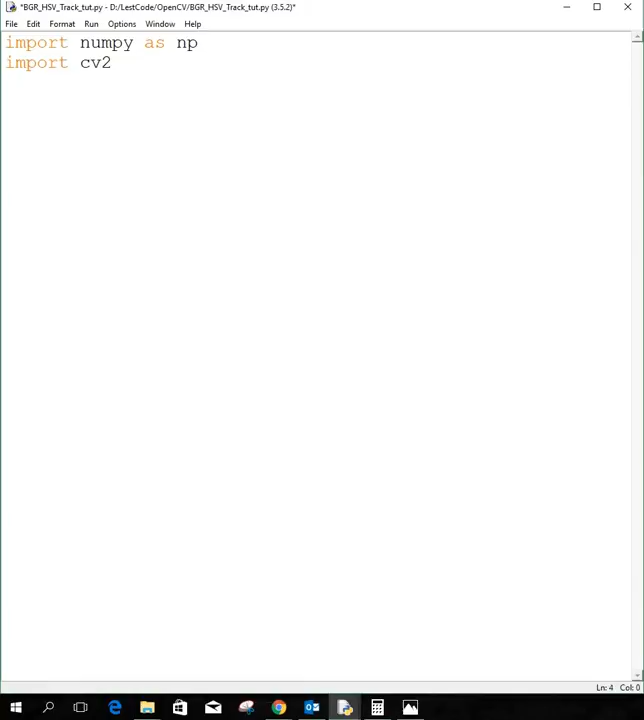 *BGR_HSV_Track_tut.py - D:/LestCode/OpenCV/BGR_HSV_Track_tut.py (3.5.2)*
File Edit Format Run Options Window Help
import numpy as np
import cv2
Ln: 4 Col: 0